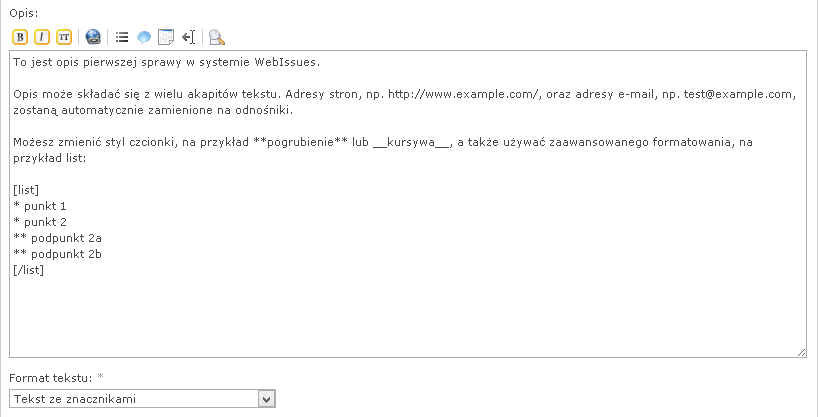 Opis:
B I TT
To jest opis pierwszej sprawy w systemie WebIssues.
Opis może składać się z wielu akapitów tekstu. Adresy stron, np. http://www.example.com/, oraz adresy e-mail, np. test@example.com,
zostaną automatycznie zamienione na odnośniki.
Możesz zmienić styl czcionki, na przykład **pogrubienie** lub __kursywa__, a także używać zaawansowanego formatowania, na
przykład list:
[list]
* punkt 1
* punkt 2
** podpunkt 2a
** podpunkt 2b
[/list]
Format tekstu: *
Tekst ze znacznikami